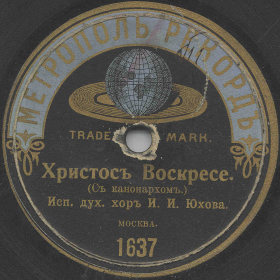 МЕТРОПОЛЬ РЕКОРДЪ
TRADE MARK.
Христосъ Воскресе.
(Съ канонархомъ.)
Исп. дух. хоръ И. И. Юхова.
МОСКВА.
1637